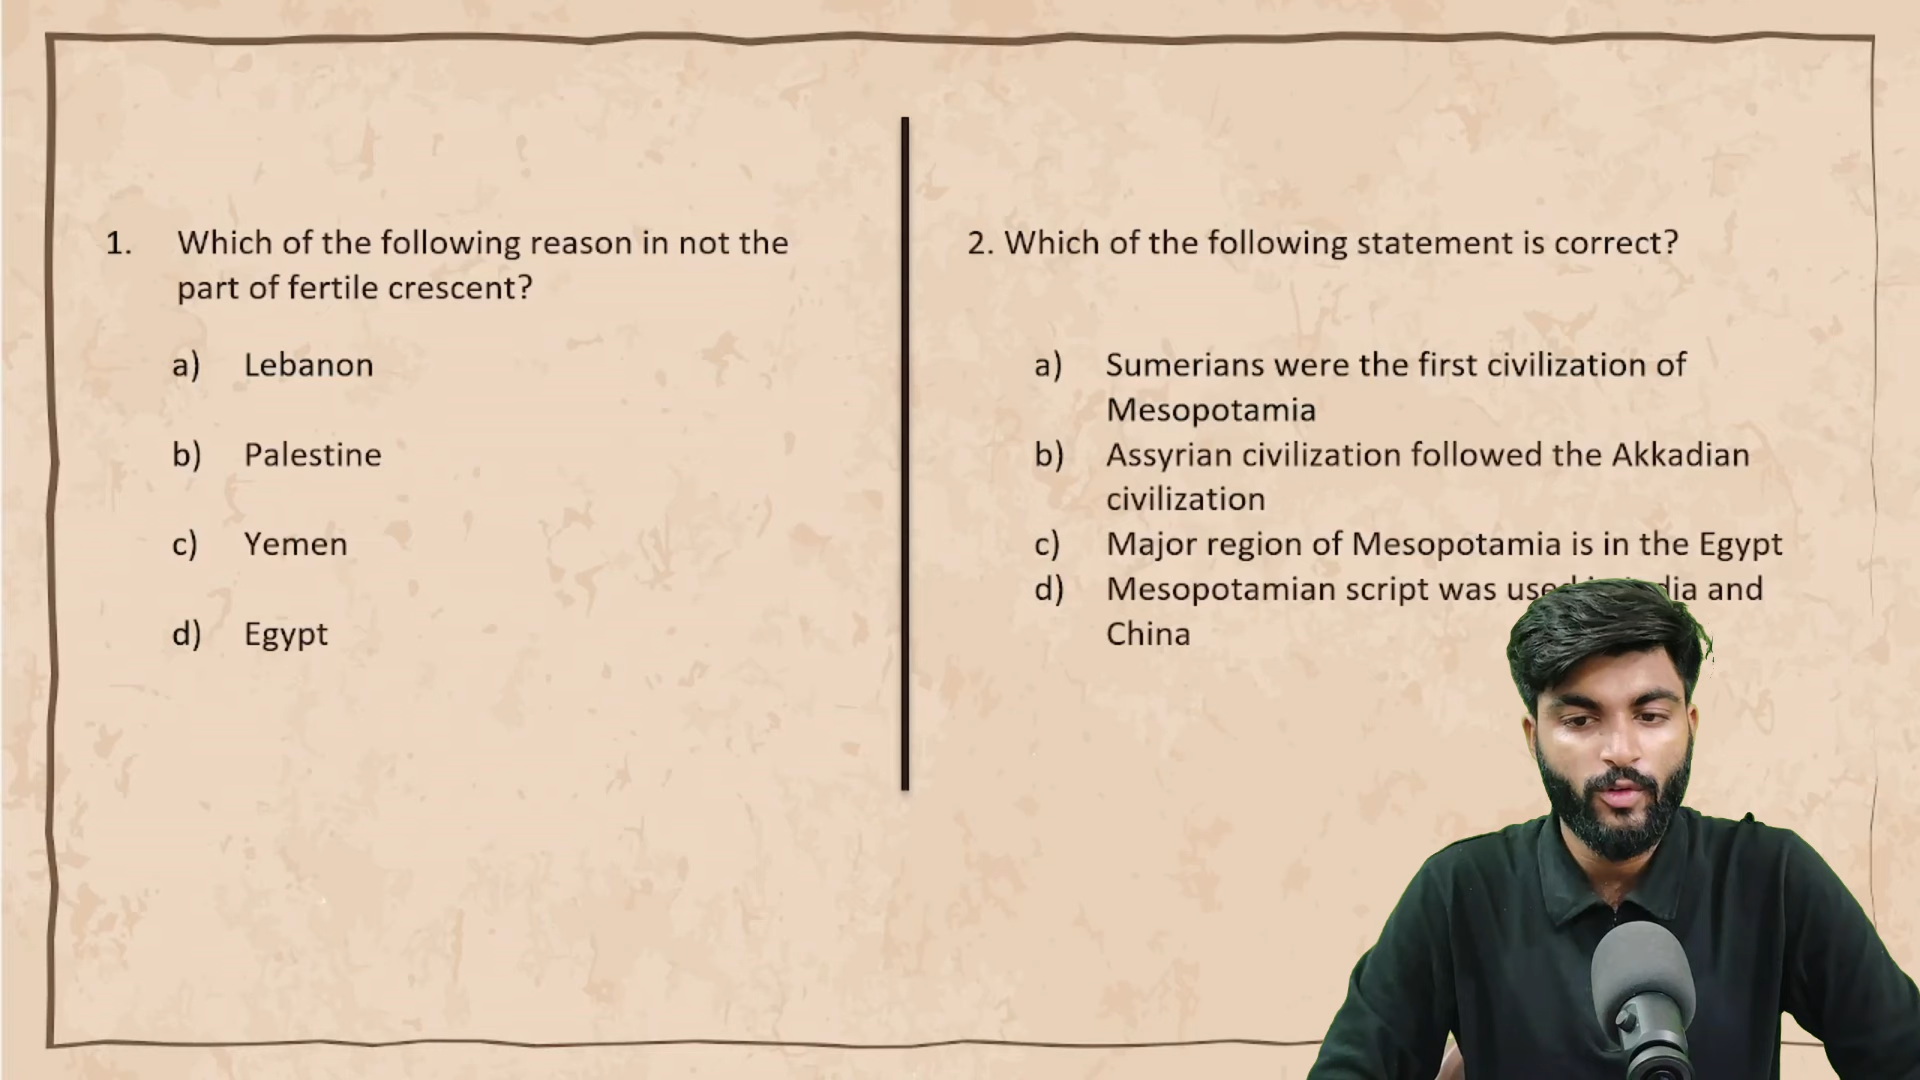 1. Which of the following reason in not the
part of fertile crescent?
a) Lebanon
b) Palestine
c) Yemen
d) Egypt
2. Which of the following statement is correct?
a) Sumerians were the first civilization of
Mesopotamia
b) Assyrian civilization followed the Akkadian
civilization
c) Major region of Mesopotamia is in the Egypt
d) Mesopotamian script was and
China